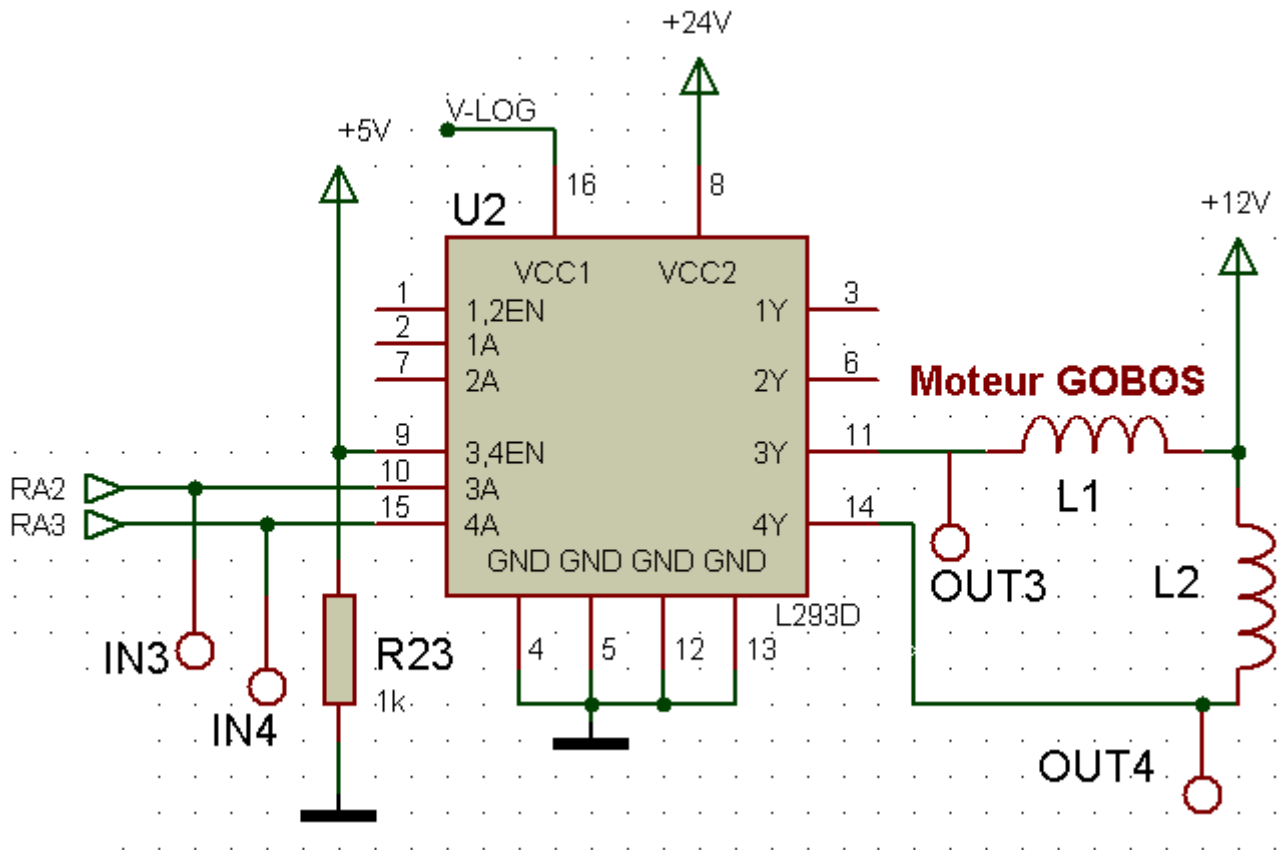 +24V
V-LOG
+5V
16
8
U2
+12V
VCC1
VCC2
1
1,2EN
1Y
3
2
1A
7
2A
2Y
6
Moteur GOBOS
9
3,4EN
3Y
11
RA2
10
3A
L1
RA3
15
4A
4Y
14
GND GND GND GND
OUT3
L2
L293D
IN3
R23
4
5
12
13
1k
IN4
OUT4